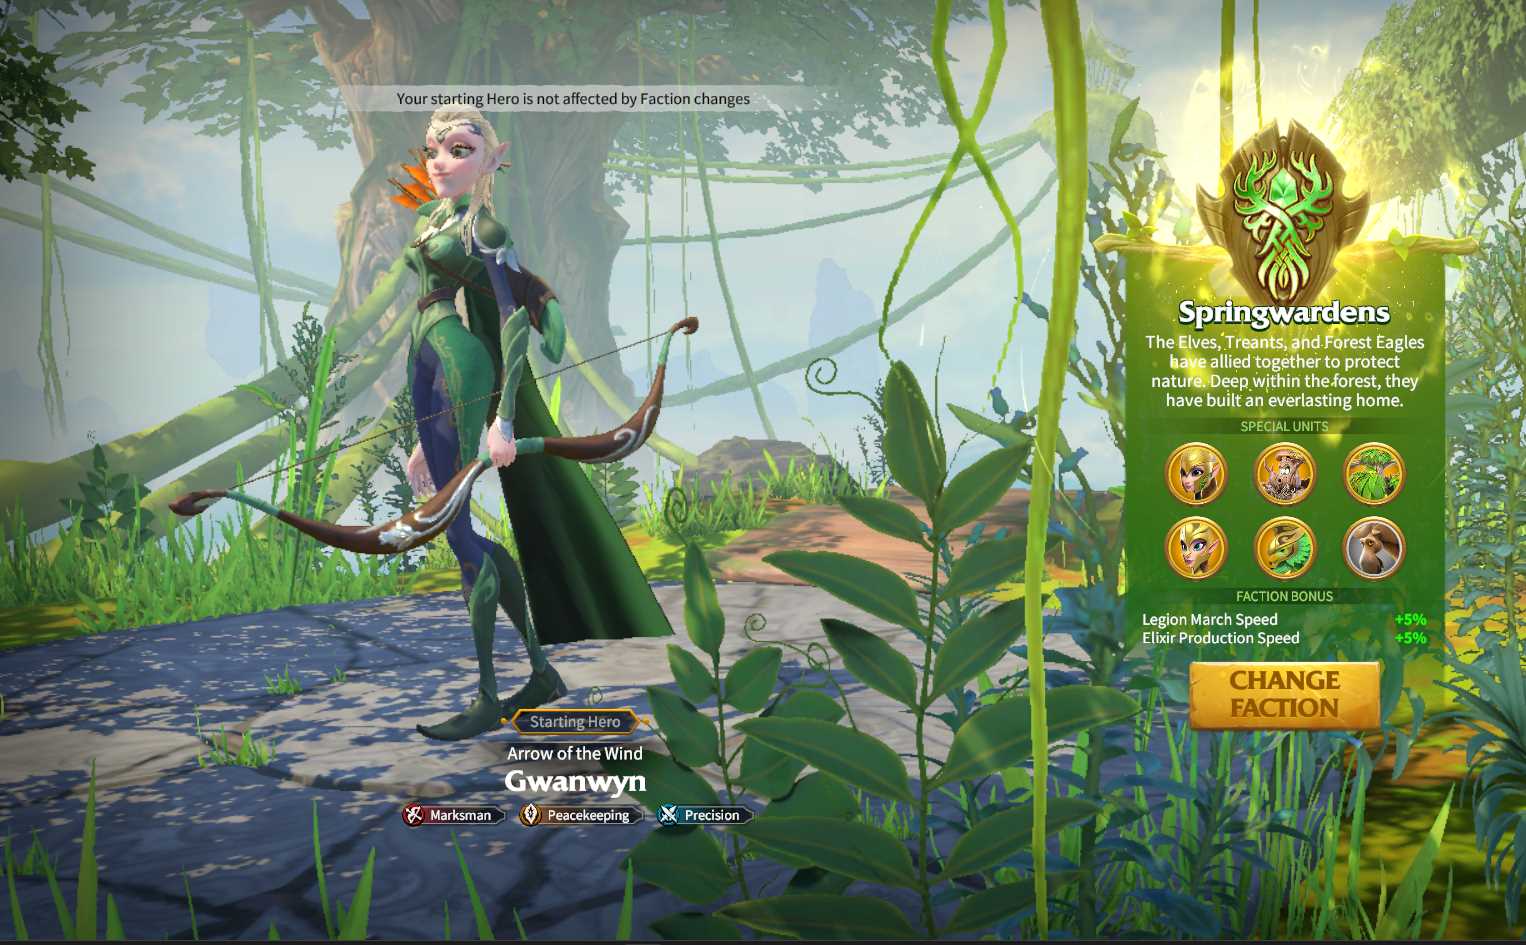 Your starting Hero is not affected by Faction changes
Springwardens
The Elves, Treants, and Forest Eagles
have allied together to protect
nature. Deep within the forest, they
have built an everlasting home.
SPECIAL UNITS
FACTION BONUS
Legion March Speed +5%
Elixir Production Speed +5%
CHANGE
FACTION
Starting Hero
Arrow of the Wind
Gwanwyn
Marksman Peacekeeping Precision